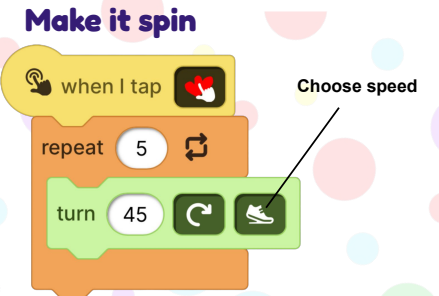 Make it spin
when I tap
Choose speed
repeat 5
turn 45